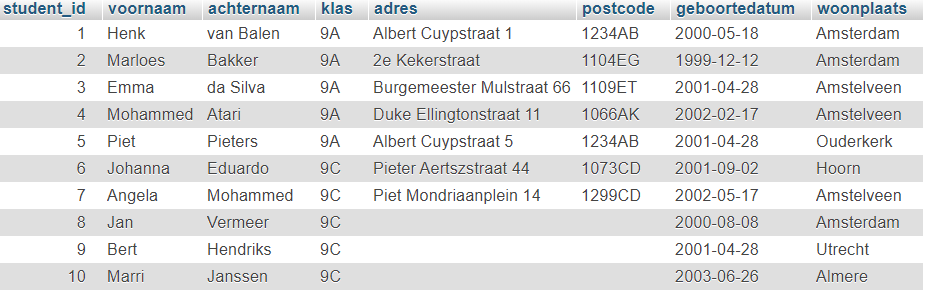 student_id voornaam achternaam klas adres postcode geboortedatum woonplaats
1 Henk van Balen 9A Albert Cuypstraat 1 1234AB 2000-05-18 Amsterdam
2 Marloes Bakker 9A 2e Kekerstraat 1104EG 1999-12-12 Amsterdam
3 Emma da Silva 9A Burgemeester Mulstraat 66 1109ET 2001-04-28 Amstelveen
4 Mohammed Atari 9A Duke Ellingtonstraat 11 1066AK 2002-02-17 Amstelveen
5 Piet Pieters 9A Albert Cuypstraat 5 1234AB 2001-04-28 Ouderkerk
6 Johanna Eduardo 9C Pieter Aertszstraat 44 1073CD 2001-09-02 Hoorn
7 Angela Mohammed 9C Piet Mondriaanplein 14 1299CD 2002-05-17 Amstelveen
8 Jan Vermeer 9C 2000-08-08 Amsterdam
9 Bert Hendriks 9C 2001-04-28 Utrecht
10 Marri Janssen 9C 2003-06-26 Almere